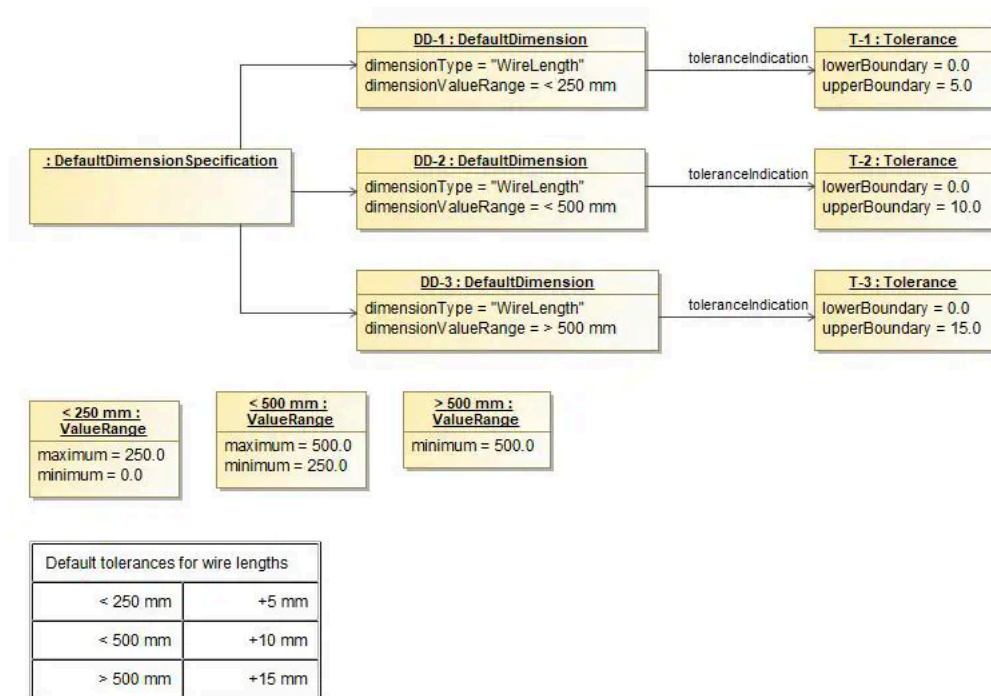 DD-1 : DefaultDimension
dimensionType = "WireLength"
dimensionValueRange = < 250 mm
toleranceIndication
T-1 : Tolerance
lowerBoundary = 0.0
upperBoundary = 5.0
: DefaultDimensionSpecification
DD-2 : DefaultDimension
dimensionType = "WireLength"
dimensionValueRange = < 500 mm
toleranceIndication
T-2 : Tolerance
lowerBoundary = 0.0
upperBoundary = 10.0
DD-3 : DefaultDimension
dimensionType = "WireLength"
dimensionValueRange = > 500 mm
toleranceIndication
T-3 : Tolerance
lowerBoundary = 0.0
upperBoundary = 15.0
< 250 mm :
ValueRange
maximum = 250.0
minimum = 0.0
< 500 mm :
ValueRange
maximum = 500.0
minimum = 250.0
> 500 mm :
ValueRange
minimum = 500.0
Default tolerances for wire lengths
< 250 mm +5 mm
< 500 mm +10 mm
> 500 mm +15 mm